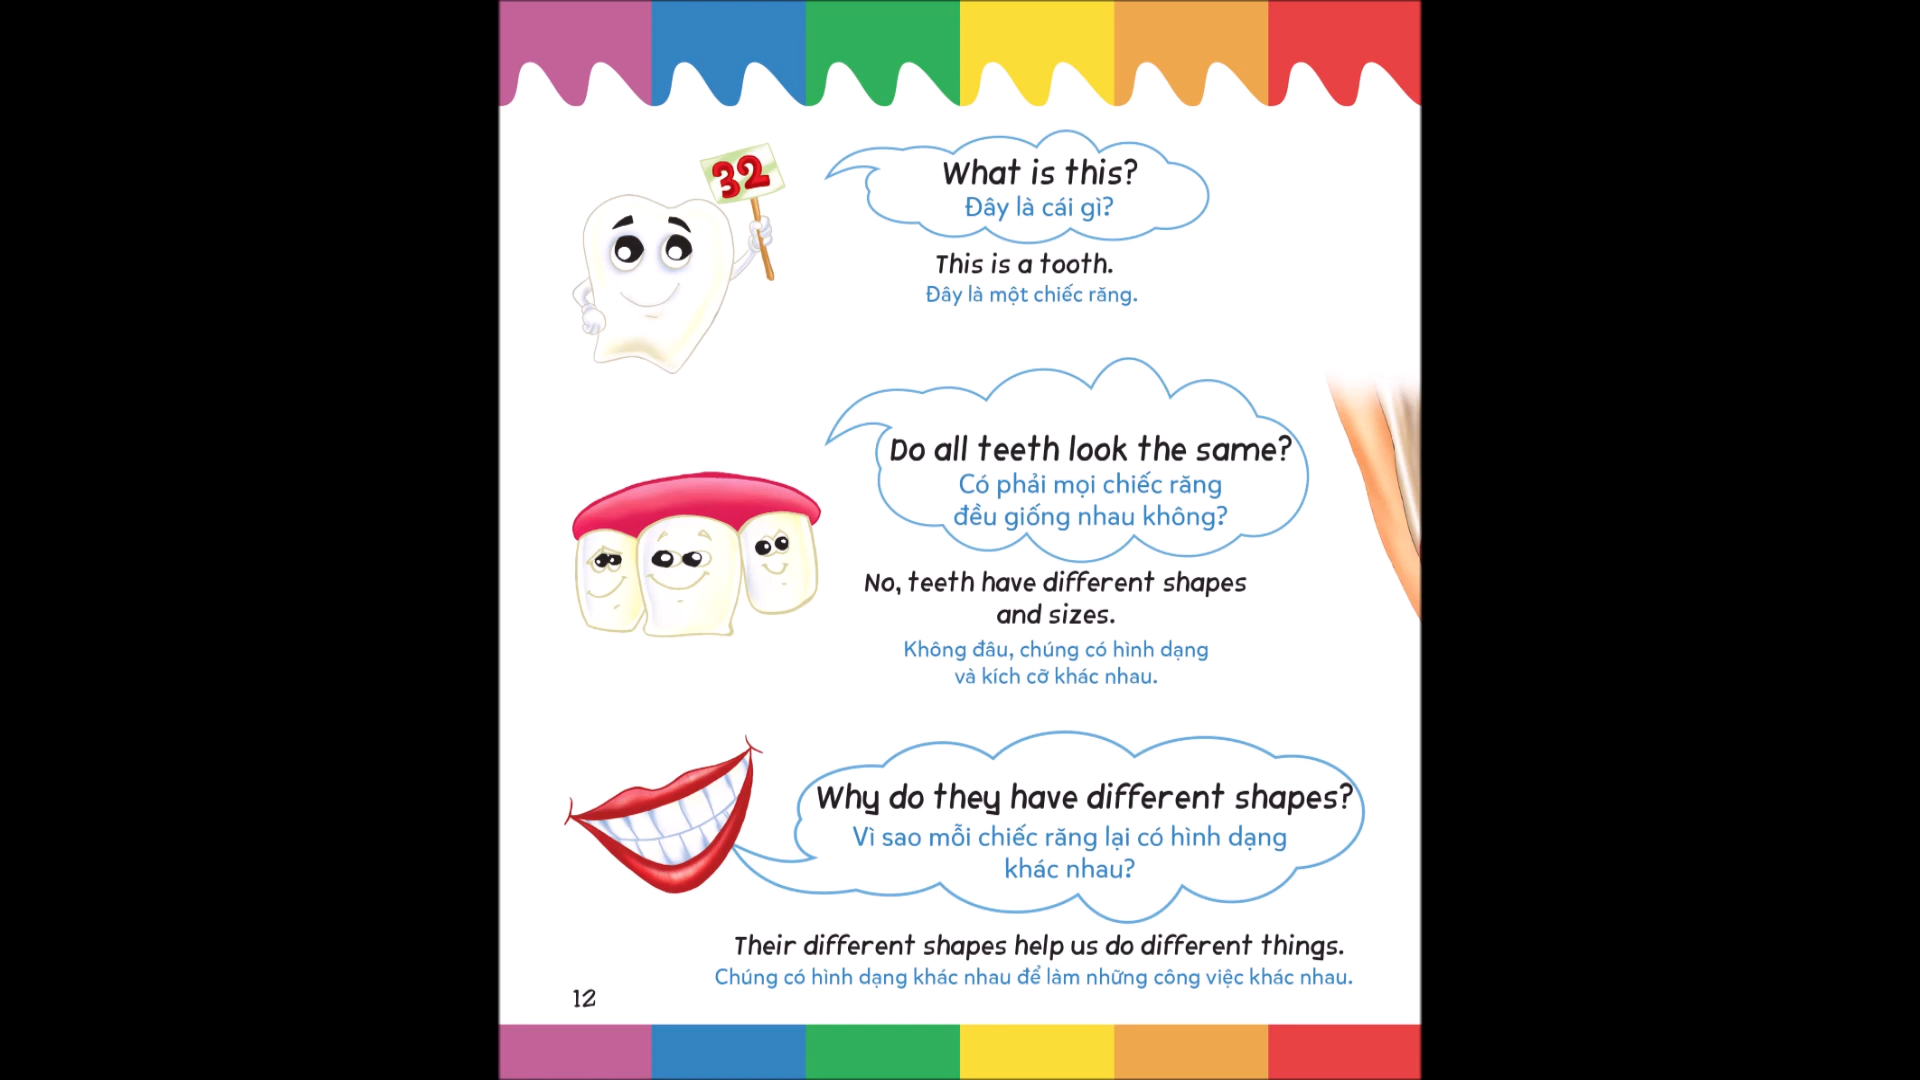 32
What is this?
Đây là cái gì?
This is a tooth.
Đây là một chiếc răng.
Do all teeth look the same?
Có phải mọi chiếc răng
đều giống nhau không?
No, teeth have different shapes
and sizes.
Không đâu, chúng có hình dạng
và kích cỡ khác nhau.
Why do they have different shapes?
Vì sao mỗi chiếc răng lại có hình dạng
khác nhau?
Their different shapes help us do different things.
Chúng có hình dạng khác nhau để làm những công việc khác nhau.
12